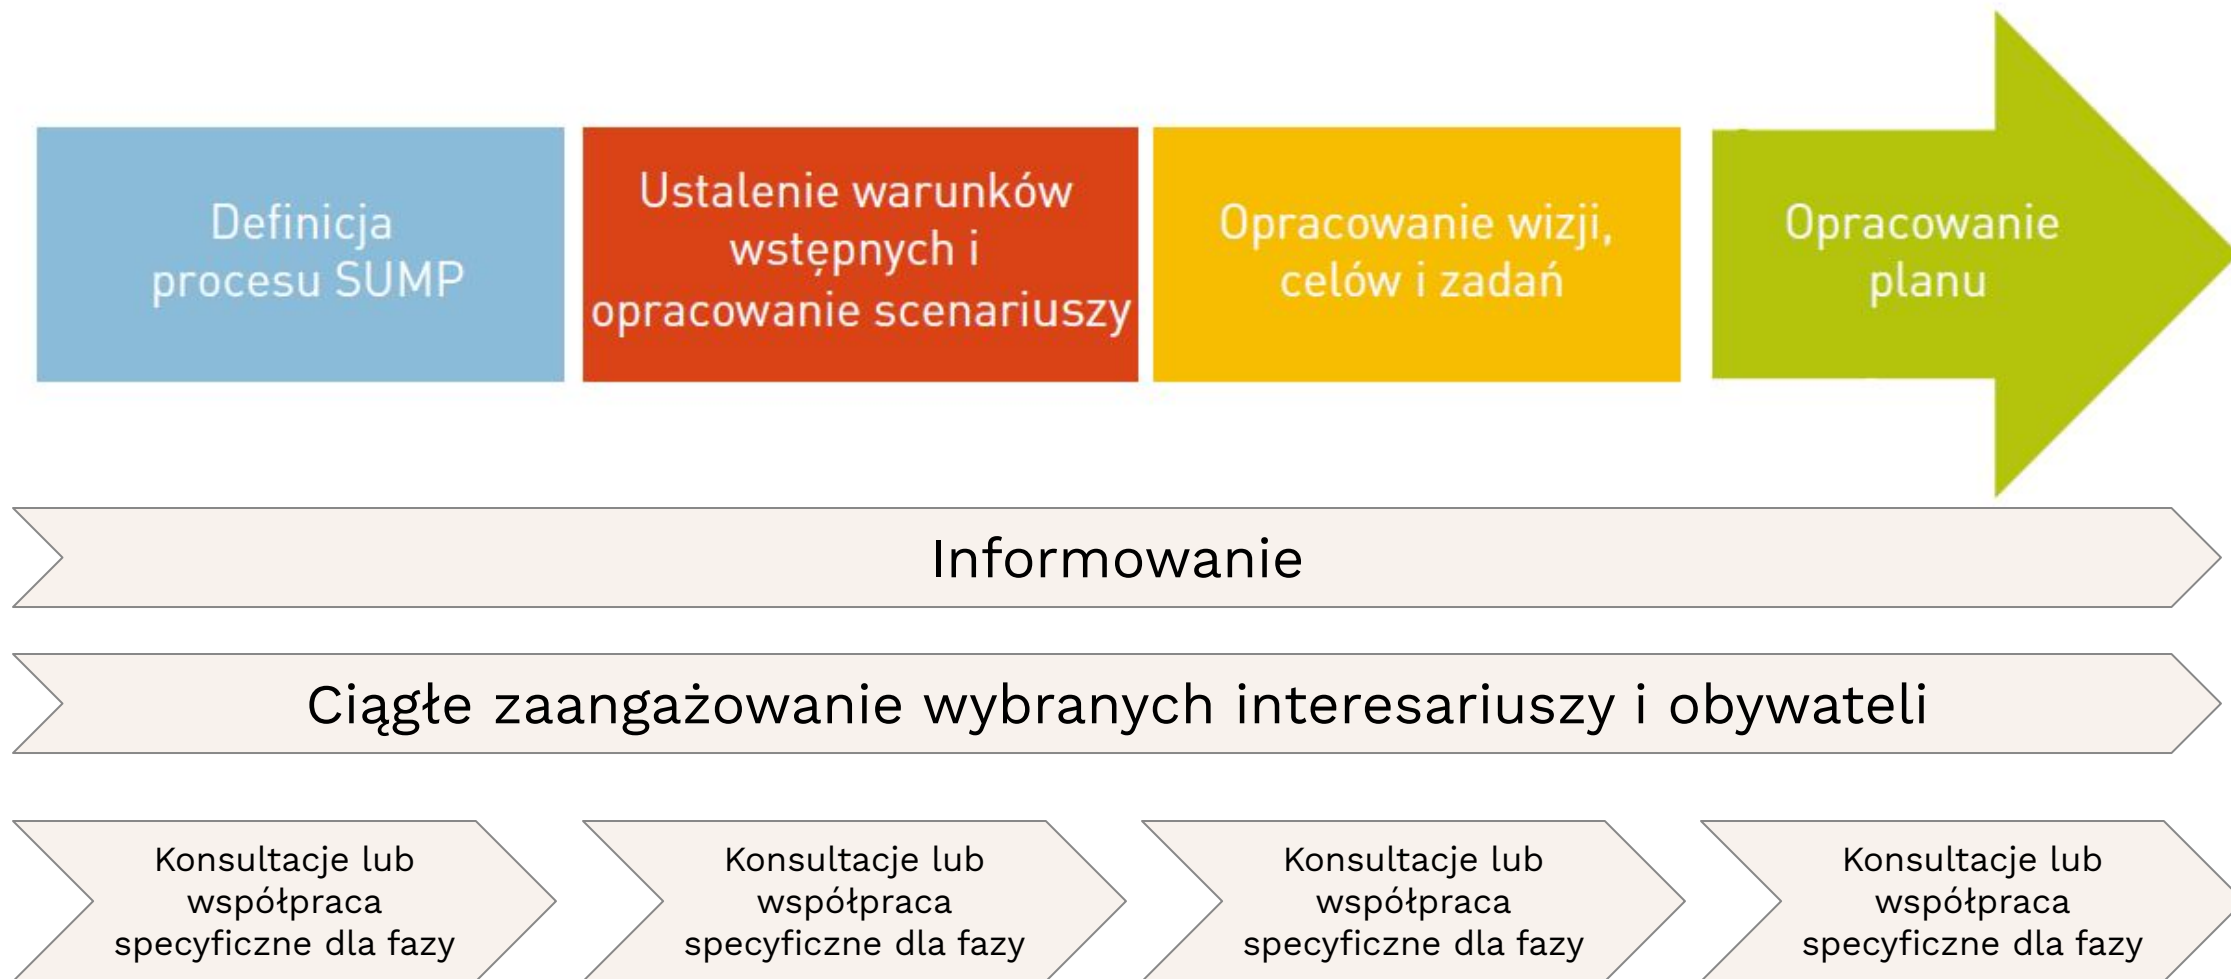 Definicja
procesu SUMP
Ustalenie warunków
wstępnych i
opracowanie scenariuszy
Opracowanie wizji,
celów i zadań
Opracowanie
planu
Informowanie
Ciągłe zaangażowanie wybranych interesariuszy i obywateli
Konsultacje lub
współpraca
specyficzne dla fazy
Konsultacje lub
współpraca
specyficzne dla fazy
Konsultacje lub
współpraca
specyficzne dla fazy
Konsultacje lub
współpraca
specyficzne dla fazy